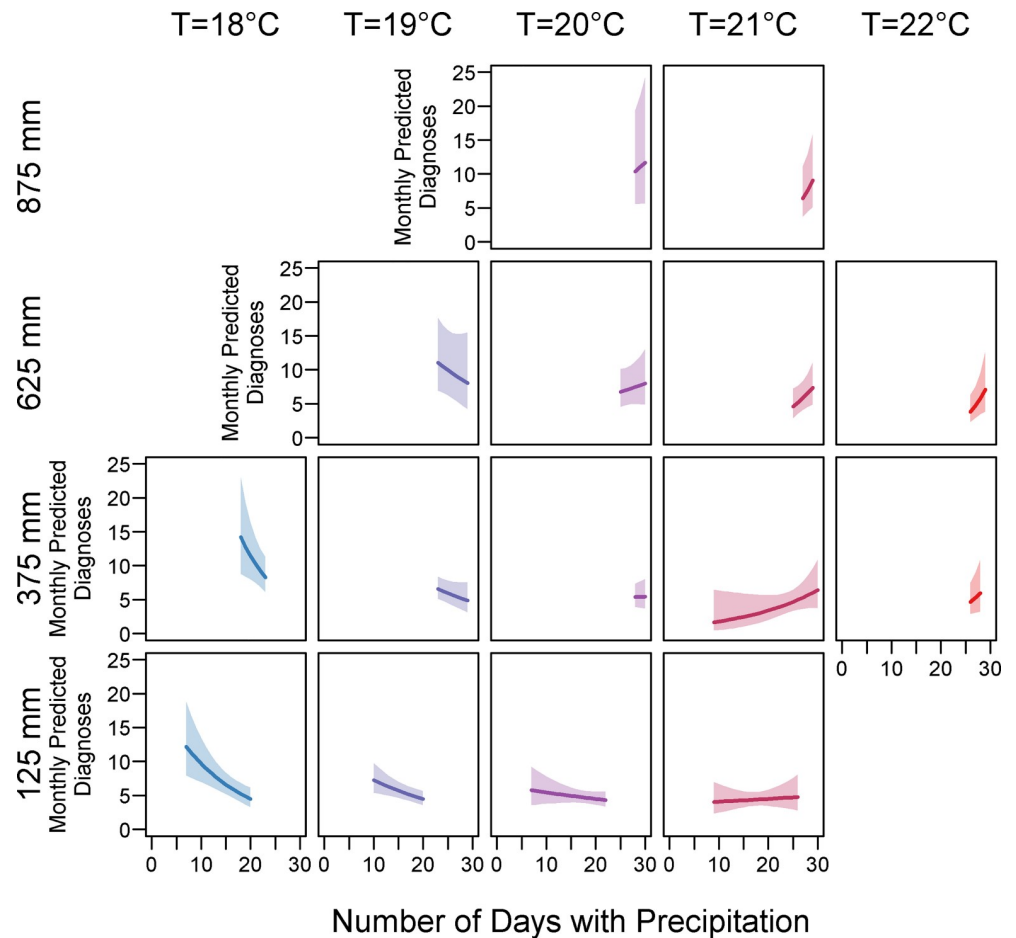 T=18°C T=19°C T=20°C T=21°C T=22°C
875 mm
Monthly Predicted
Diagnoses
25
20
15
10
5
0
625 mm
Monthly Predicted
Diagnoses
25
20
15
10
5
0
375 mm
Monthly Predicted
Diagnoses
25
20
15
10
5
0
0 10 20 30
125 mm
Monthly Predicted
Diagnoses
25
20
15
10
5
0
0 10 20 30 0 10 20 30 0 10 20 30 0 10 20 30
Number of Days with Precipitation